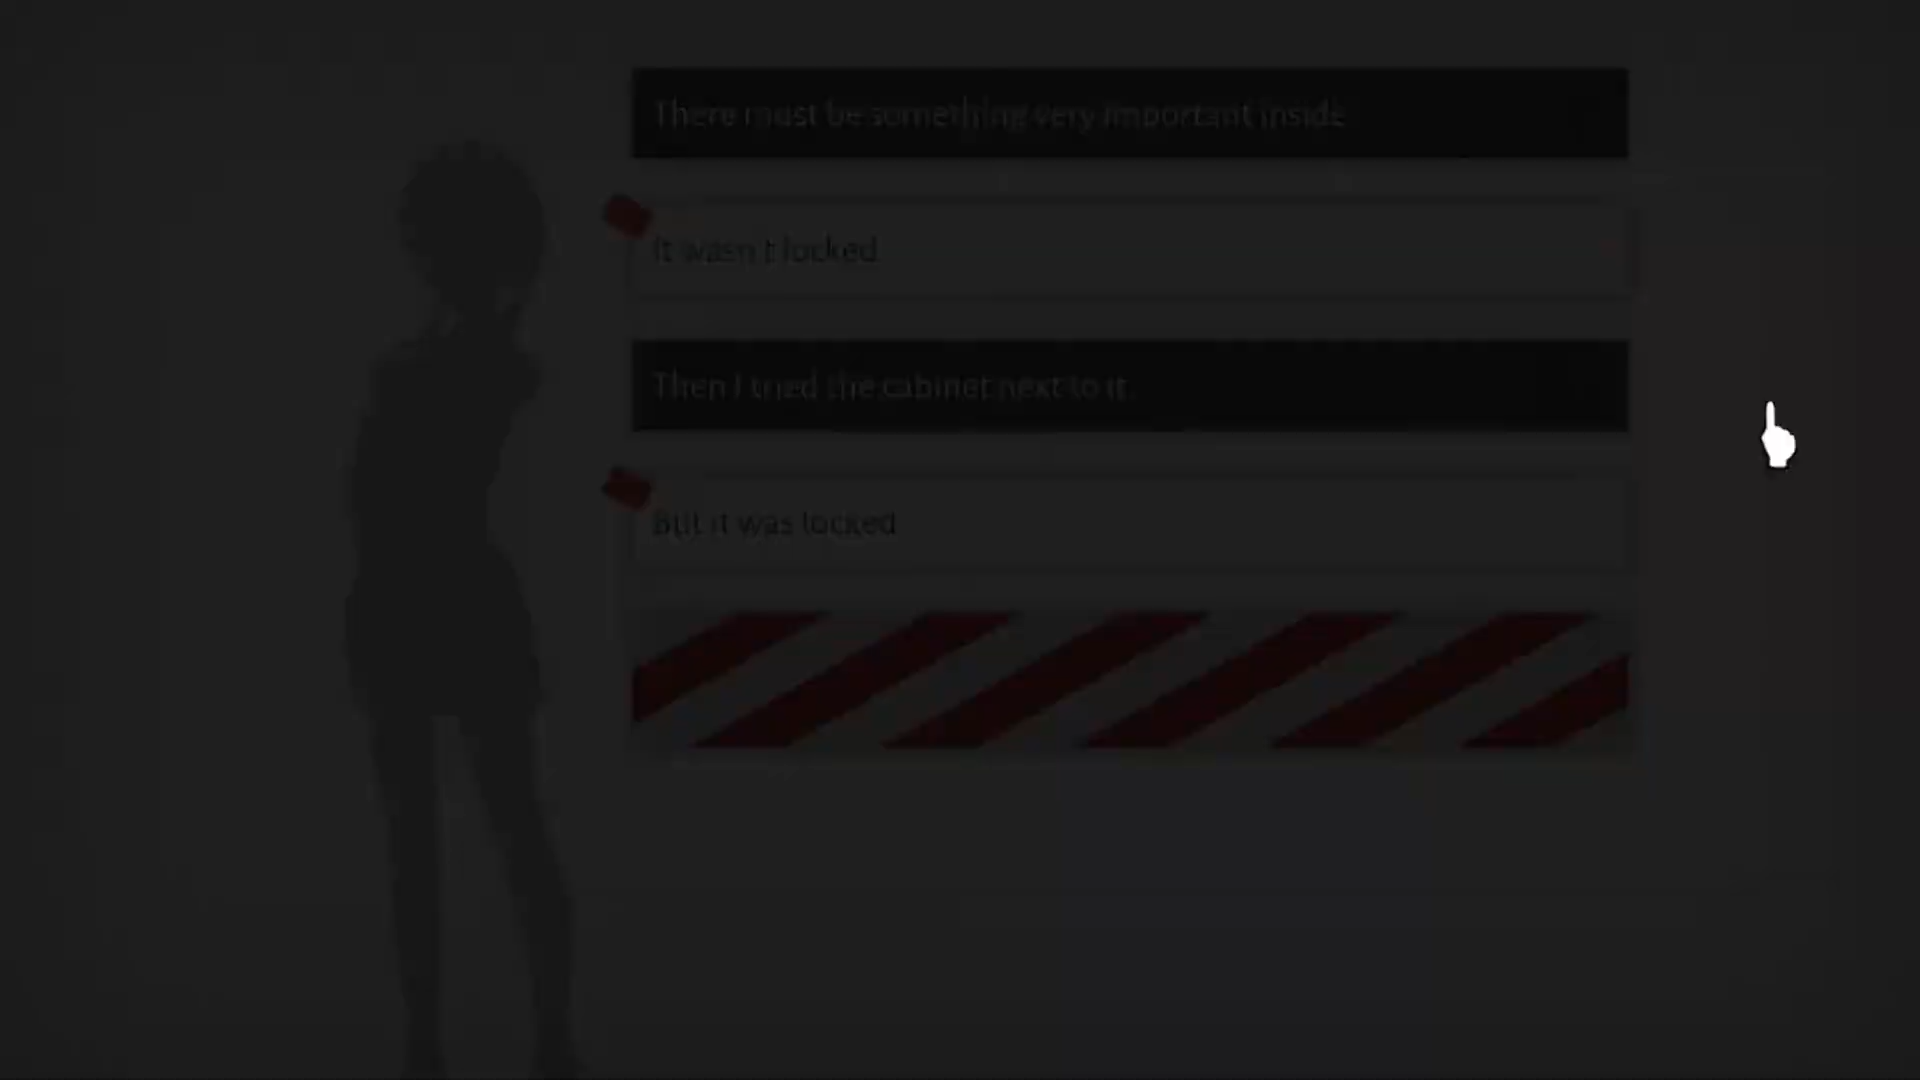 There must be something very important inside
It wasn't locked
Then I tried the cabinet next to it
But it was locked